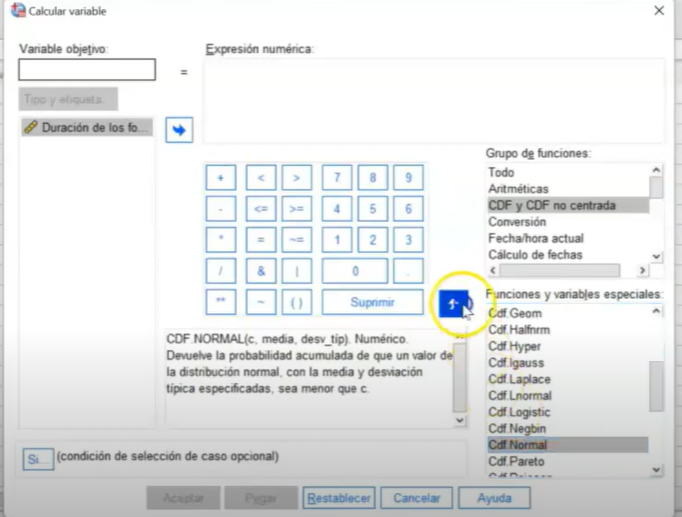 Calcular variable
Variable objetivo:
=
Expresión numérica:
Tipo y etiqueta...
Duración de los fo...
+ < > 7 8 9
- <= >= 4 5 6
* = ~= 1 2 3
/ & | 0 .
** ~ ( ) Suprimir
Grupo de funciones:
Todo
Aritméticas
CDF y CDF no centrada
Conversión
Fecha/hora actual
Cálculo de fechas
Funciones y variables especiales:
Cdf.Geom
Cdf.Halfnrm
Cdf.Hyper
Cdf.Igauss
Cdf.Laplace
Cdf.Lnormal
Cdf.Logistic
Cdf.Negbin
Cdf.Normal
Cdf.Pareto
CDF.NORMAL(c, media, desv_tip). Numérico.
Devuelve la probabilidad acumulada de que un valor de
la distribución normal, con la media y desviación
típica especificadas, sea menor que c.
Si... (condición de selección de caso opcional)
Aceptar Pegar Restablecer Cancelar Ayuda